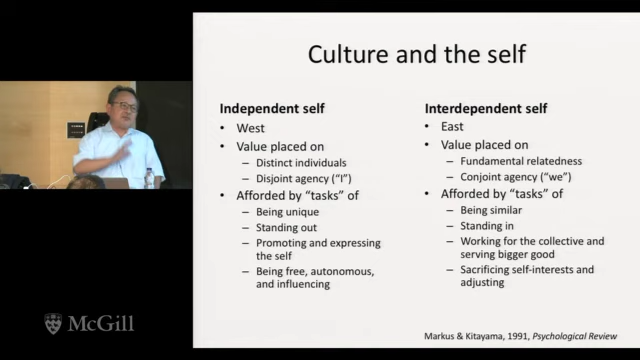 Culture and the self
Independent self
• West
• Value placed on
– Distinct individuals
– Disjoint agency (“I”)
• Afforded by “tasks” of
– Being unique
– Standing out
– Promoting and expressing
the self
– Being free, autonomous,
and influencing
Interdependent self
• East
• Value placed on
– Fundamental relatedness
– Conjoint agency (“we”)
• Afforded by “tasks” of
– Being similar
– Standing in
– Working for the collective and
serving bigger good
– Sacrificing self-interests and
adjusting
Markus & Kitayama, 1991, Psychological Review
McGill